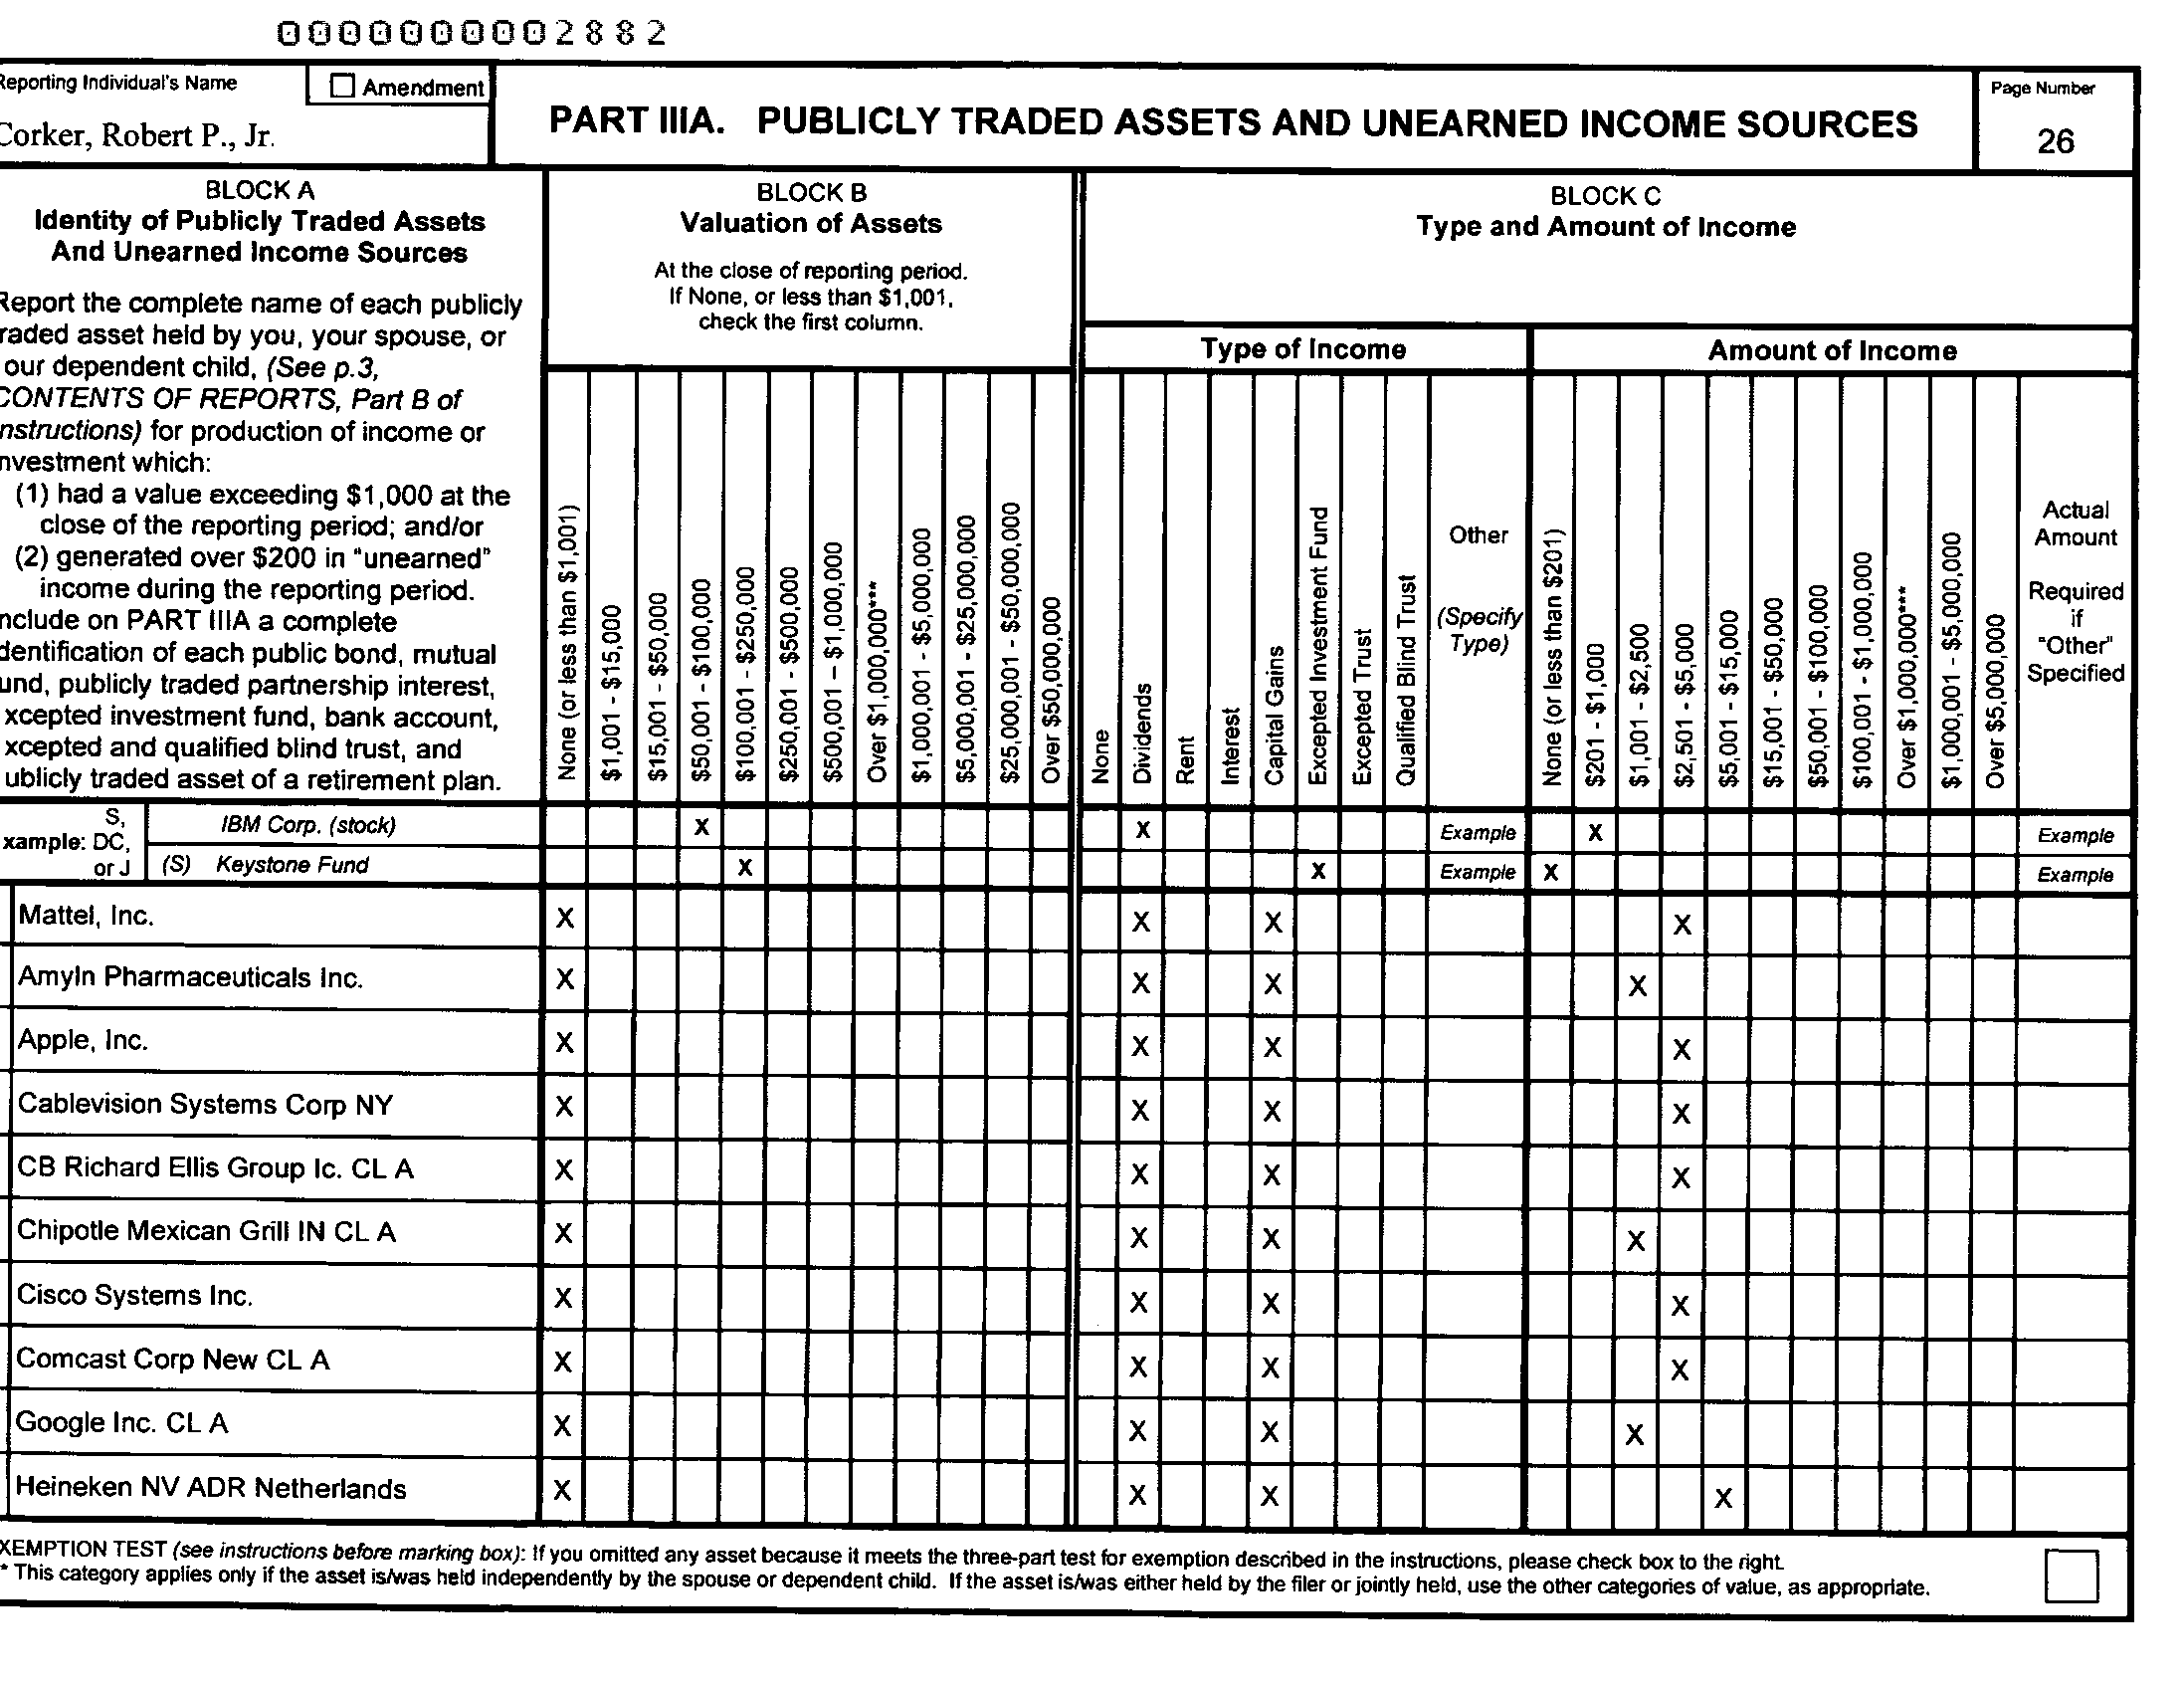 0000000002882
Reporting Individual's Name
☐ Amendment
Corker, Robert P., Jr.
PART IIIA. PUBLICLY TRADED ASSETS AND UNEARNED INCOME SOURCES
Page Number
26
BLOCK A
Identity of Publicly Traded Assets
And Unearned Income Sources
Report the complete name of each publicly
raded asset held by you, your spouse, or
our dependent child, (See p.3,
CONTENTS OF REPORTS, Part B of
nstructions) for production of income or
nvestment which:
(1) had a value exceeding $1,000 at the
close of the reporting period; and/or
(2) generated over $200 in "unearned"
income during the reporting period.
nclude on PART IIIA a complete
dentification of each public bond, mutual
und, publicly traded partnership interest,
xcepted investment fund, bank account,
xcepted and qualified blind trust, and
ublicly traded asset of a retirement plan.
BLOCK B
Valuation of Assets
At the close of reporting period.
If None, or less than $1,001,
check the first column.
None (or less than $1,001)
$1,001 - $15,000
$15,001 - $50,000
$50,001 - $100,000
$100,001 - $250,000
$250,001 - $500,000
$500,001 – $1,000,000
Over $1,000,000***
$1,000,001 - $5,000,000
$5,000,001 - $25,000,000
$25,000,001 - $50,000,000
Over $50,000,000
BLOCK C
Type and Amount of Income
Type of Income
None
Dividends
Rent
Interest
Capital Gains
Excepted Investment Fund
Excepted Trust
Qualified Blind Trust
Other
(Specify
Type)
Amount of Income
None (or less than $201)
$201 - $1,000
$1,001 - $2,500
$2,501 - $5,000
$5,001 - $15,000
$15,001 - $50,000
$50,001 - $100,000
$100,001 - $1,000,000
Over $1,000,000***
$1,000,001 - $5,000,000
Over $5,000,000
Actual
Amount
Required
if
"Other"
Specified
xample:
S,
DC,
or J
IBM Corp. (stock) X X Example X Example
(S) Keystone Fund X X Example X Example
Mattel, Inc. X X X X
Amyln Pharmaceuticals Inc. X X X X
Apple, Inc. X X X X
Cablevision Systems Corp NY X X X X
CB Richard Ellis Group Ic. CL A X X X X
Chipotle Mexican Grill IN CL A X X X X
Cisco Systems Inc. X X X X
Comcast Corp New CL A X X X X
Google Inc. CL A X X X X
Heineken NV ADR Netherlands X X X X
XEMPTION TEST (see instructions before marking box): If you omitted any asset because it meets the three-part test for exemption described in the instructions, please check box to the right.
* This category applies only if the asset is/was held independently by the spouse or dependent child. If the asset is/was either held by the filer or jointly held, use the other categories of value, as appropriate.